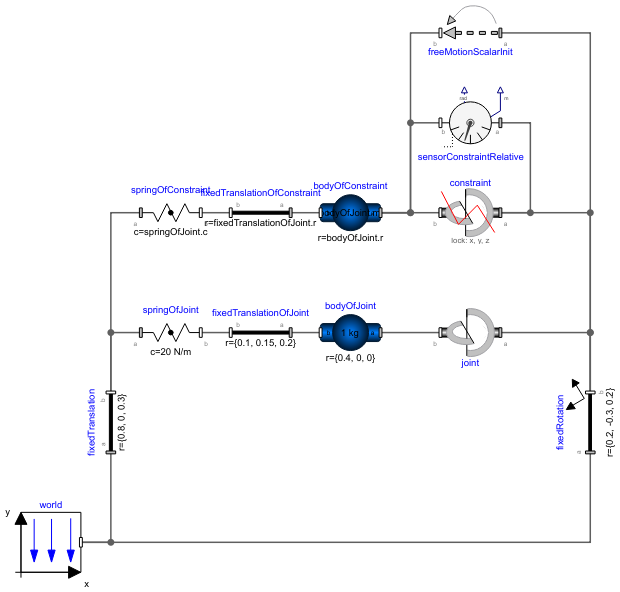 b
a
freeMotionScalarInit
rad
m
b
a
sensorConstraintRelative
springOfConstraint
fixedTranslationOfConstraint
bodyOfConstraint
constraint
b
a
bodyOfJoint.m
a
c=springOfJoint.c
r=fixedTranslationOfJoint.r
r=bodyOfJoint.r
b
a
lock: x, y, z
springOfJoint
fixedTranslationOfJoint
bodyOfJoint
b
a
1 kg
a
b
b
a
c=20 N/m
r={0.1, 0.15, 0.2}
r={0.4, 0, 0}
joint
fixedTranslation
b
a
r={0.8, 0, 0.3}
fixedRotation
b
a
r={0.2, -0.3, 0.2}
world
y
x